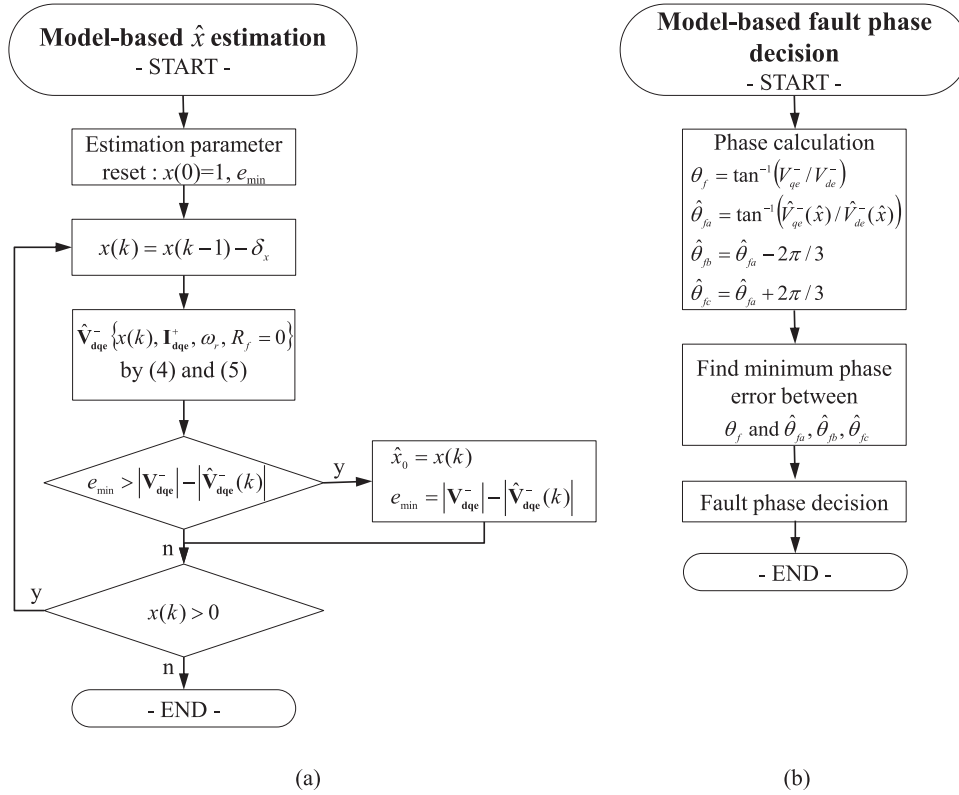 Model-based x̂ estimation
- START -
Estimation parameter
reset : x(0)=1, e_min
x(k) = x(k−1) − δ_x
V̂⁻_dqe {x(k), I⁺_dqe, ω_r, R_f = 0}
by (4) and (5)
e_min > |V⁻_dqe| − |V̂⁻_dqe(k)|
y
x̂_0 = x(k)
e_min = |V⁻_dqe| − |V̂⁻_dqe(k)|
n
y
x(k) > 0
n
- END -
(a)
Model-based fault phase
decision
- START -
Phase calculation
θ_f = tan⁻¹(V⁻_qe / V⁻_de)
θ̂_fa = tan⁻¹(V̂⁻_qe(x̂) / V̂⁻_de(x̂))
θ̂_fb = θ̂_fa − 2π/3
θ̂_fc = θ̂_fa + 2π/3
Find minimum phase
error between
θ_f and θ̂_fa, θ̂_fb, θ̂_fc
Fault phase decision
- END -
(b)